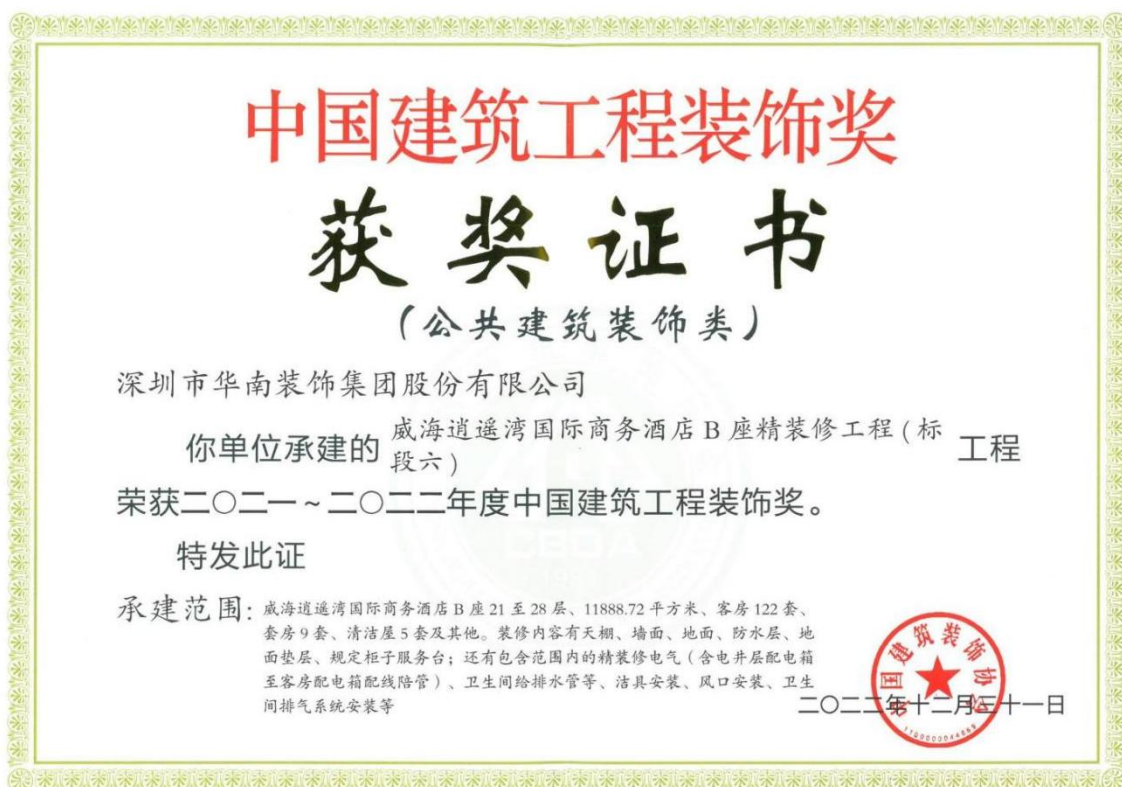 中国建筑工程装饰奖
获奖证书
（公共建筑装饰类）
深圳市华南装饰集团股份有限公司
你单位承建的 威海逍遥湾国际商务酒店 B 座精装修工程（标段六） 工程
荣获二〇二一～二〇二二年度中国建筑工程装饰奖。
特发此证
承建范围：威海逍遥湾国际商务酒店 B 座 21 至 28 层、11888.72 平方米、客房 122 套、
套房 9 套、清洁屋 5 套及其他。装修内容有天棚、墙面、地面、防水层、地
面垫层、规定柜子服务台；还有包含范围内的精装修电气（含电井层配电箱
至客房配电箱配线陪管）、卫生间给排水管等、洁具安装、风口安装、卫生
间排气系统安装等
中国建筑装饰协会
二〇二二年十二月三十一日
CBDA